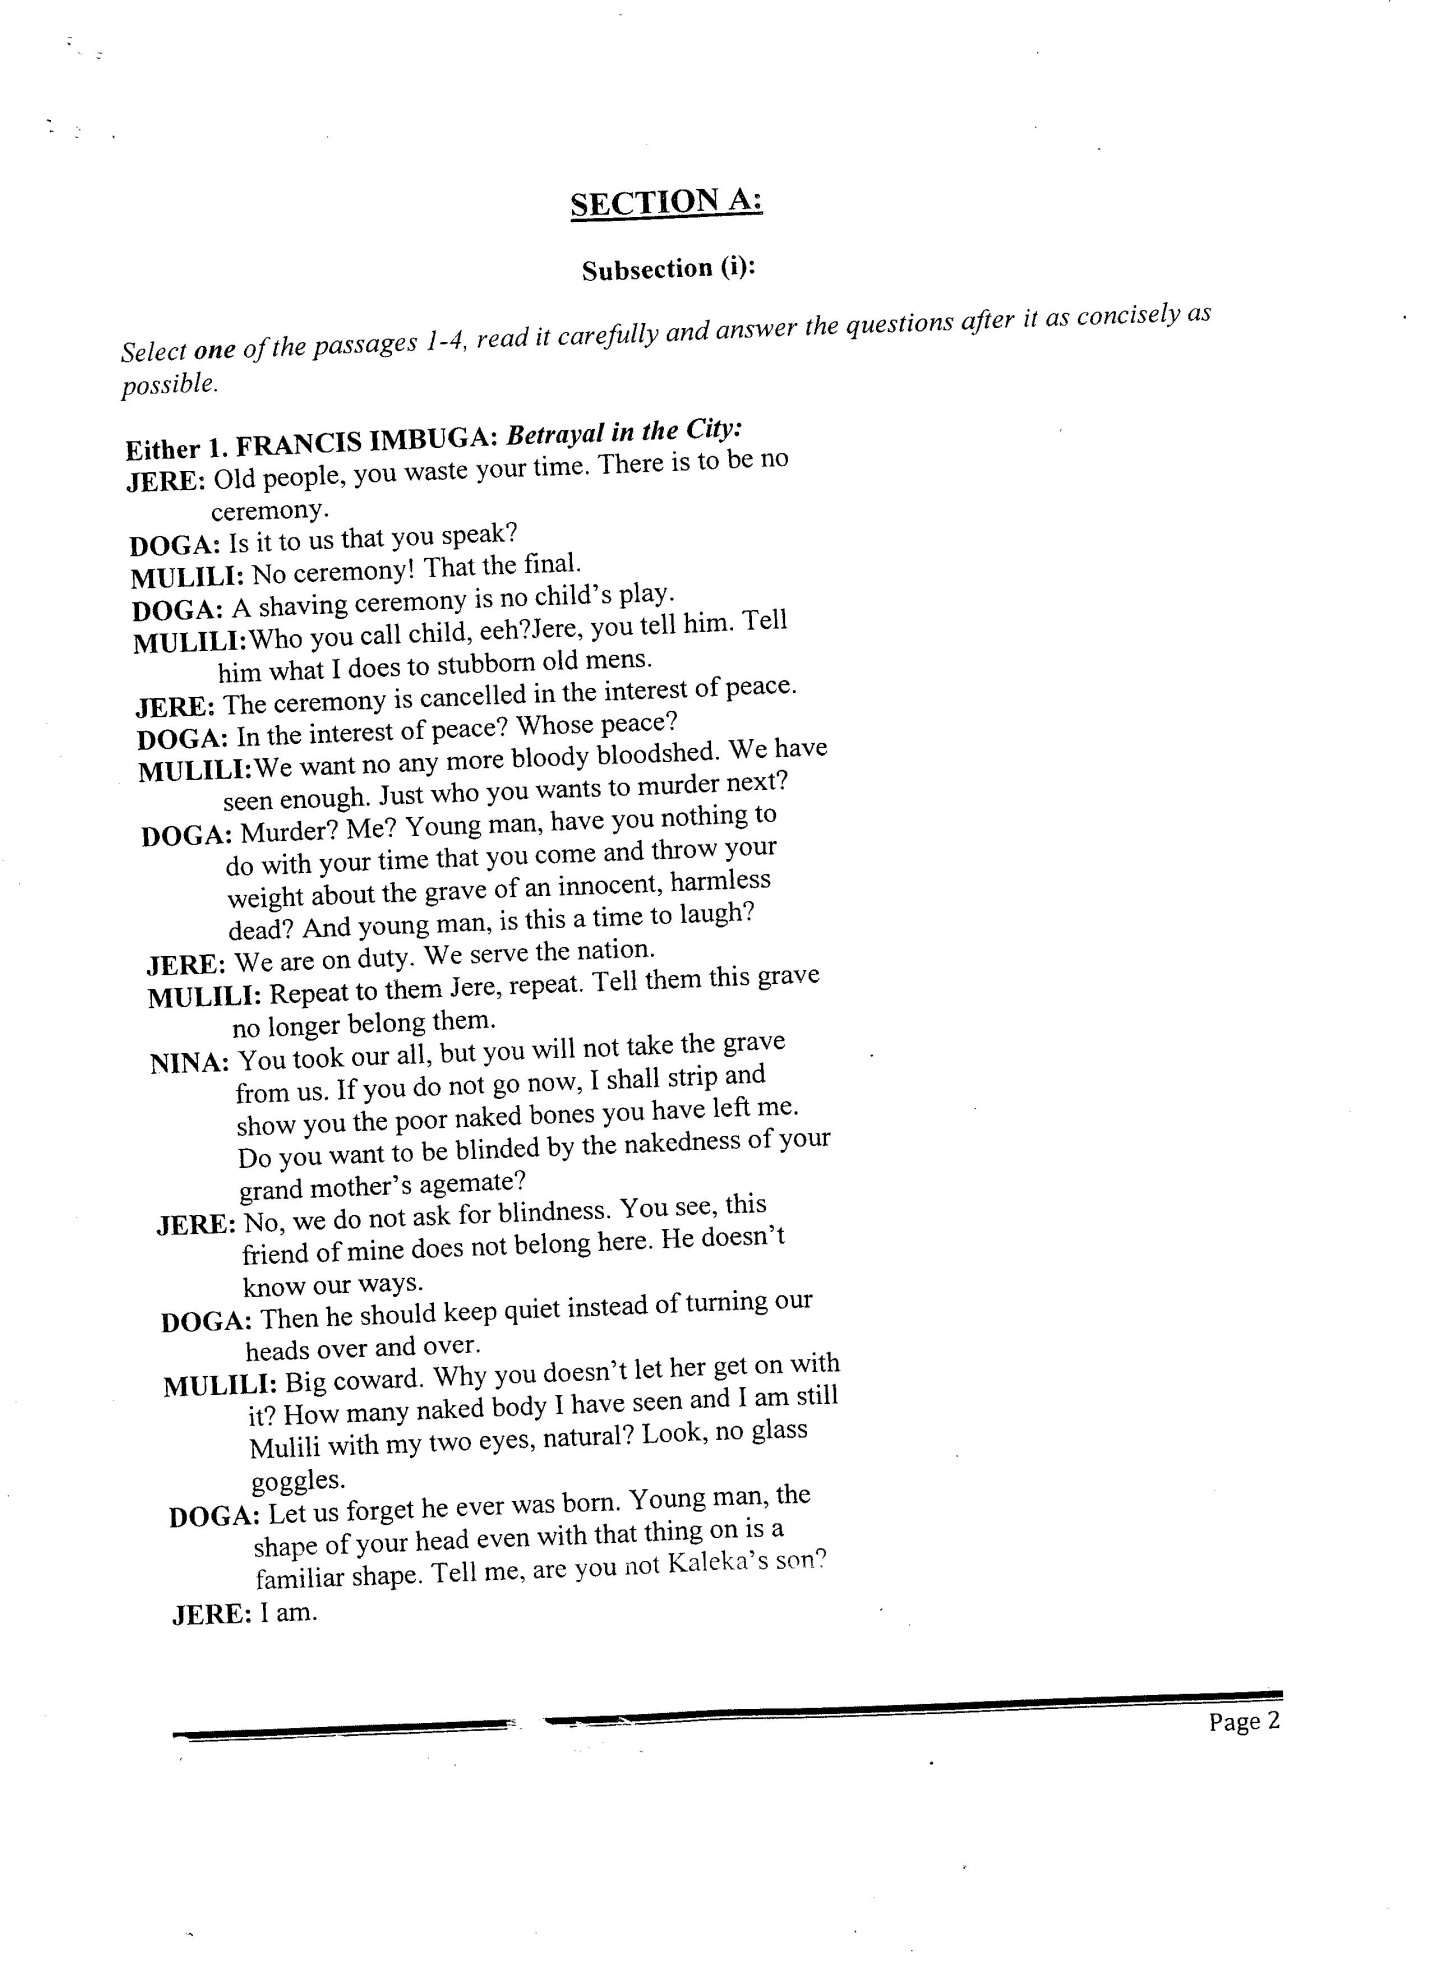 SECTION A:
Subsection (i):
Select one of the passages 1-4, read it carefully and answer the questions after it as concisely as
possible.
Either 1. FRANCIS IMBUGA: Betrayal in the City:
JERE: Old people, you waste your time. There is to be no
ceremony.
DOGA: Is it to us that you speak?
MULILI: No ceremony! That the final.
DOGA: A shaving ceremony is no child's play.
MULILI:Who you call child, eeh?Jere, you tell him. Tell
him what I does to stubborn old mens.
JERE: The ceremony is cancelled in the interest of peace.
DOGA: In the interest of peace? Whose peace?
MULILI:We want no any more bloody bloodshed. We have
seen enough. Just who you wants to murder next?
DOGA: Murder? Me? Young man, have you nothing to
do with your time that you come and throw your
weight about the grave of an innocent, harmless
dead? And young man, is this a time to laugh?
JERE: We are on duty. We serve the nation.
MULILI: Repeat to them Jere, repeat. Tell them this grave
no longer belong them.
NINA: You took our all, but you will not take the grave
from us. If you do not go now, I shall strip and
show you the poor naked bones you have left me.
Do you want to be blinded by the nakedness of your
grand mother's agemate?
JERE: No, we do not ask for blindness. You see, this
friend of mine does not belong here. He doesn't
know our ways.
DOGA: Then he should keep quiet instead of turning our
heads over and over.
MULILI: Big coward. Why you doesn't let her get on with
it? How many naked body I have seen and I am still
Mulili with my two eyes, natural? Look, no glass
goggles.
DOGA: Let us forget he ever was born. Young man, the
shape of your head even with that thing on is a
familiar shape. Tell me, are you not Kaleka's son?
JERE: I am.
Page 2